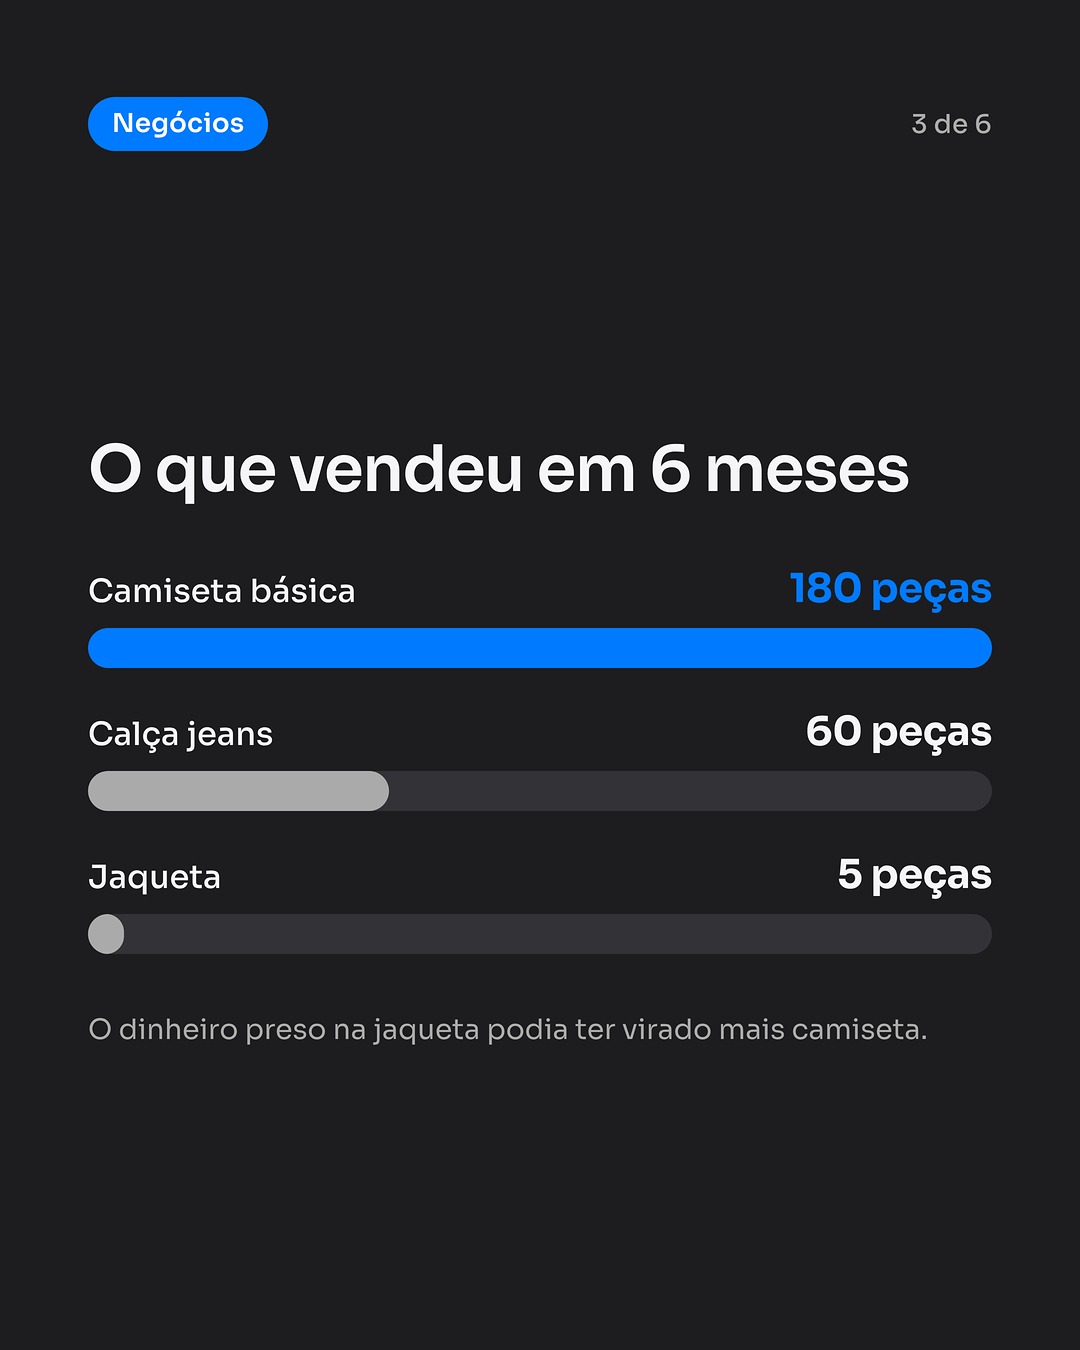 Negócios
3 de 6
O que vendeu em 6 meses
Camiseta básica
180 peças
Calça jeans
60 peças
Jaqueta
5 peças
O dinheiro preso na jaqueta podia ter virado mais camiseta.